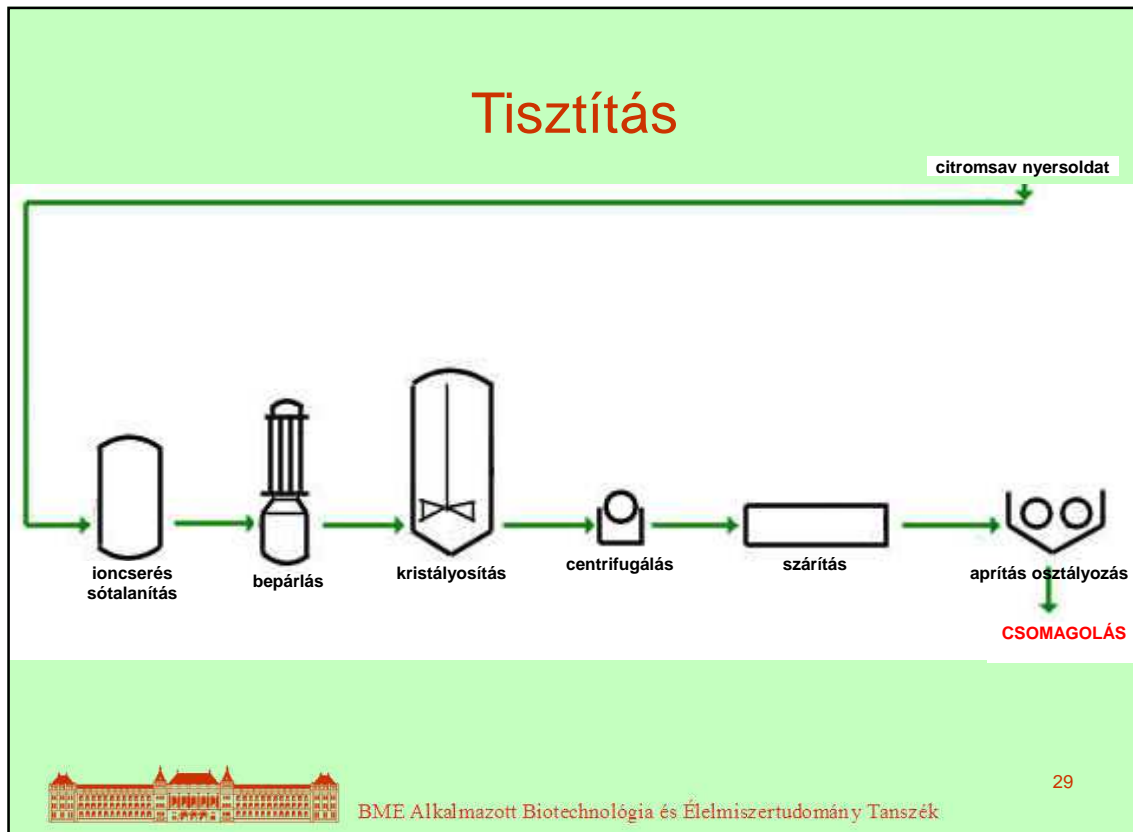 Tisztítás
citromsav nyersoldat
ioncserés
sótalanítás
bepárlás
kristályosítás
centrifugálás
szárítás
aprítás osztályozás
CSOMAGOLÁS
29
BME Alkalmazott Biotechnológia és Élelmiszertudomány Tanszék